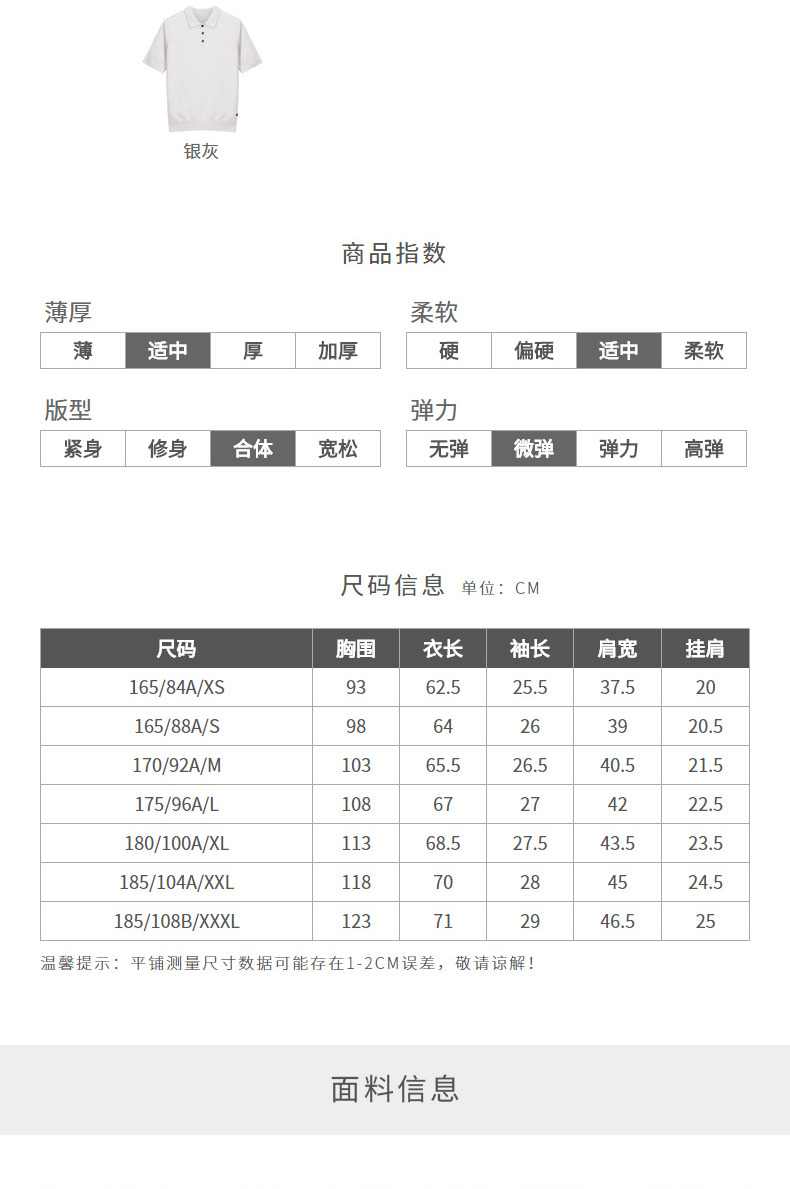 银灰
商品指数
薄厚 柔软
薄 适中 厚 加厚 硬 偏硬 适中 柔软
版型 弹力
紧身 修身 合体 宽松 无弹 微弹 弹力 高弹
尺码信息 单位：CM
尺码 胸围 衣长 袖长 肩宽 挂肩
165/84A/XS 93 62.5 25.5 37.5 20
165/88A/S 98 64 26 39 20.5
170/92A/M 103 65.5 26.5 40.5 21.5
175/96A/L 108 67 27 42 22.5
180/100A/XL 113 68.5 27.5 43.5 23.5
185/104A/XXL 118 70 28 45 24.5
185/108B/XXXL 123 71 29 46.5 25
温馨提示：平铺测量尺寸数据可能存在1-2CM误差，敬请谅解！
面料信息